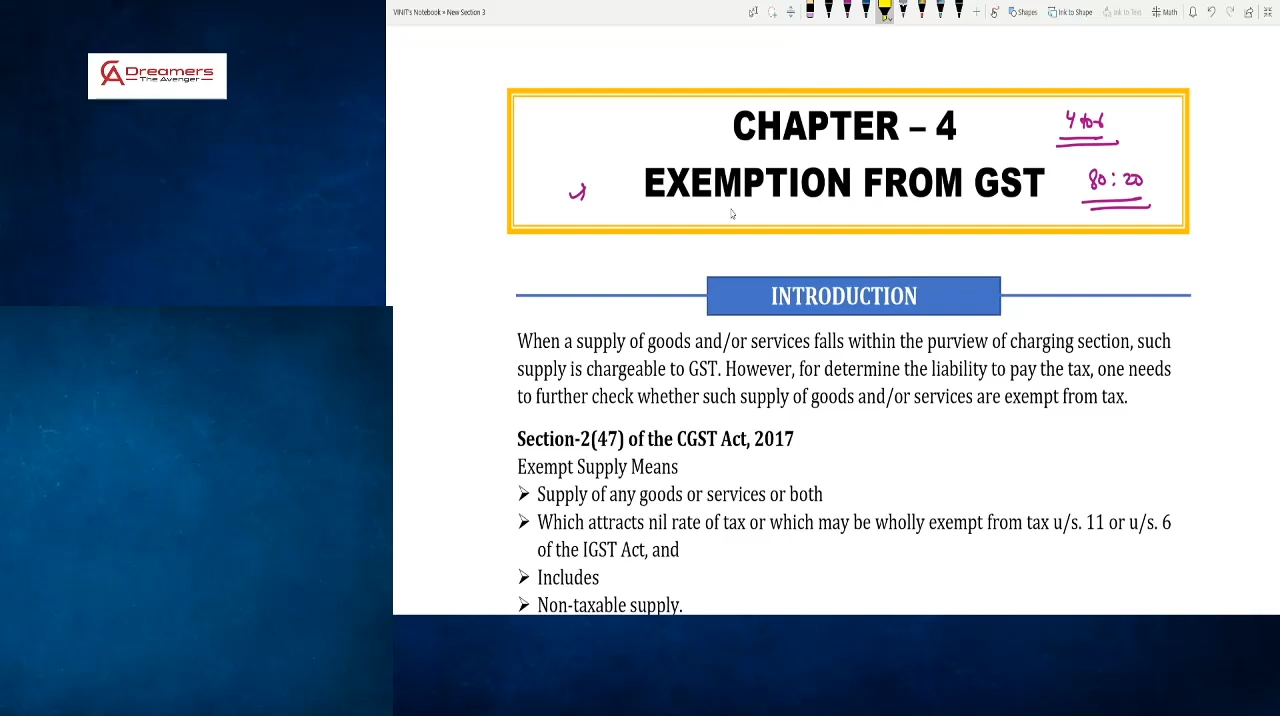 VINIT's Notebook » New Section 3
Shapes
Ink to Shape
Ink to Text
Math
CA Dreamers
The Avenger
CHAPTER – 4
4 to 6
EXEMPTION FROM GST
80 : 20
INTRODUCTION
When a supply of goods and/or services falls within the purview of charging section, such
supply is chargeable to GST. However, for determine the liability to pay the tax, one needs
to further check whether such supply of goods and/or services are exempt from tax.
Section-2(47) of the CGST Act, 2017
Exempt Supply Means
➢ Supply of any goods or services or both
➢ Which attracts nil rate of tax or which may be wholly exempt from tax u/s. 11 or u/s. 6
of the IGST Act, and
➢ Includes
➢ Non-taxable supply.